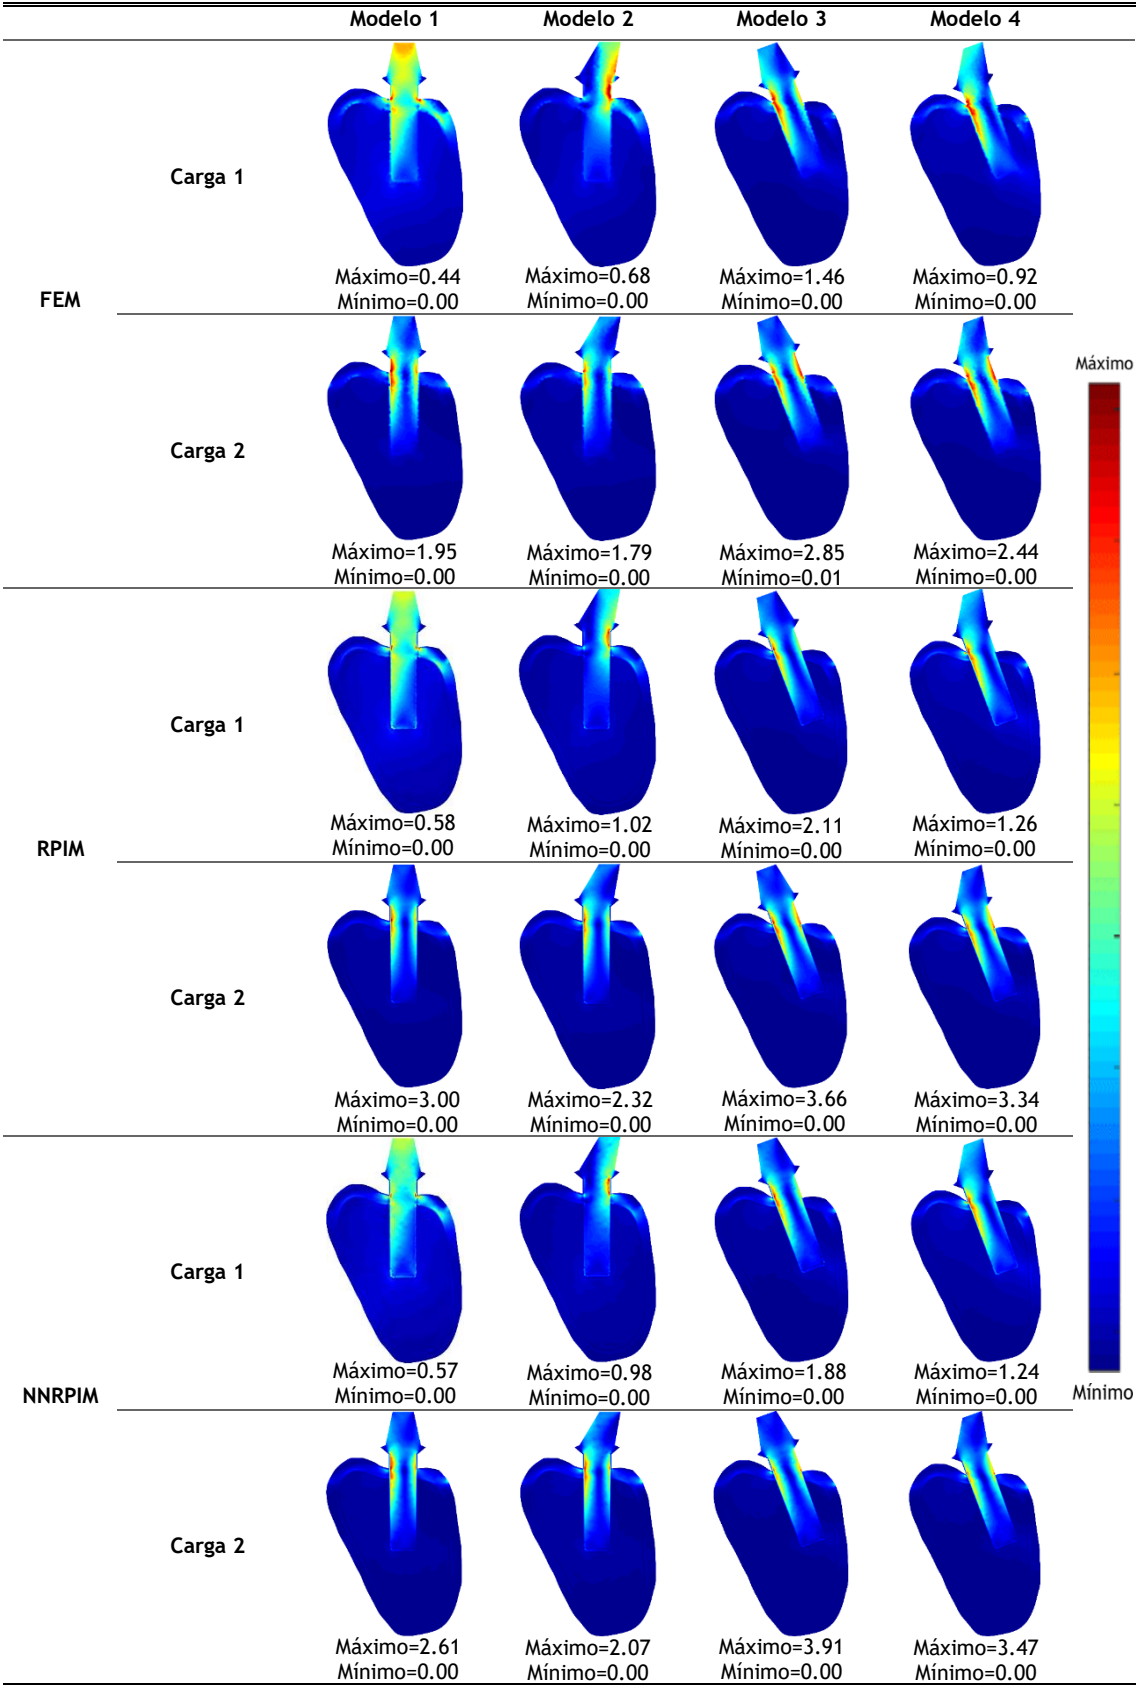 Modelo 1 Modelo 2 Modelo 3 Modelo 4
Carga 1
Máximo=0.44 Máximo=0.68 Máximo=1.46 Máximo=0.92
FEM
Mínimo=0.00 Mínimo=0.00 Mínimo=0.00 Mínimo=0.00
Máximo
Carga 2
Máximo=1.95 Máximo=1.79 Máximo=2.85 Máximo=2.44
Mínimo=0.00 Mínimo=0.00 Mínimo=0.01 Mínimo=0.00
Carga 1
Máximo=0.58 Máximo=1.02 Máximo=2.11 Máximo=1.26
RPIM
Mínimo=0.00 Mínimo=0.00 Mínimo=0.00 Mínimo=0.00
Carga 2
Máximo=3.00 Máximo=2.32 Máximo=3.66 Máximo=3.34
Mínimo=0.00 Mínimo=0.00 Mínimo=0.00 Mínimo=0.00
Carga 1
Máximo=0.57 Máximo=0.98 Máximo=1.88 Máximo=1.24
NNRPIM
Mínimo=0.00 Mínimo=0.00 Mínimo=0.00 Mínimo=0.00
Mínimo
Carga 2
Máximo=2.61 Máximo=2.07 Máximo=3.91 Máximo=3.47
Mínimo=0.00 Mínimo=0.00 Mínimo=0.00 Mínimo=0.00